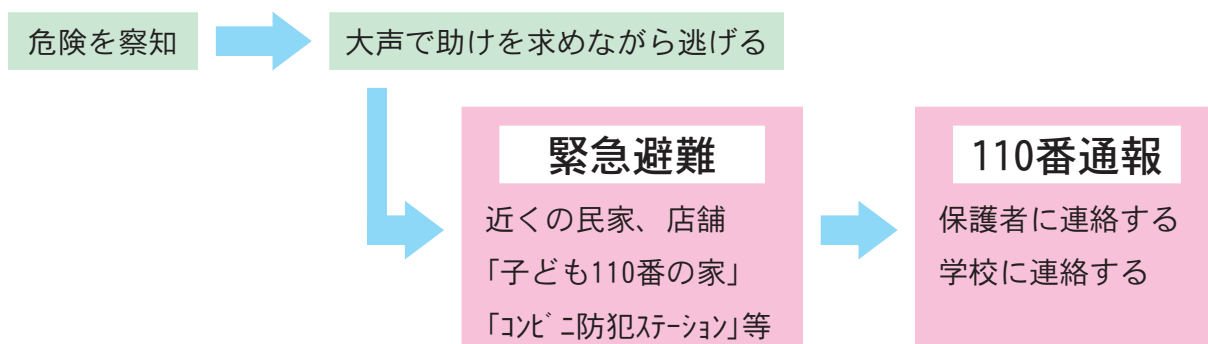 危険を察知
大声で助けを求めながら逃げる
緊急避難
近くの民家、店舗
「子ども110番の家」
「ｺﾝﾋﾞﾆ防犯ｽﾃｰｼｮﾝ」等
110番通報
保護者に連絡する
学校に連絡する